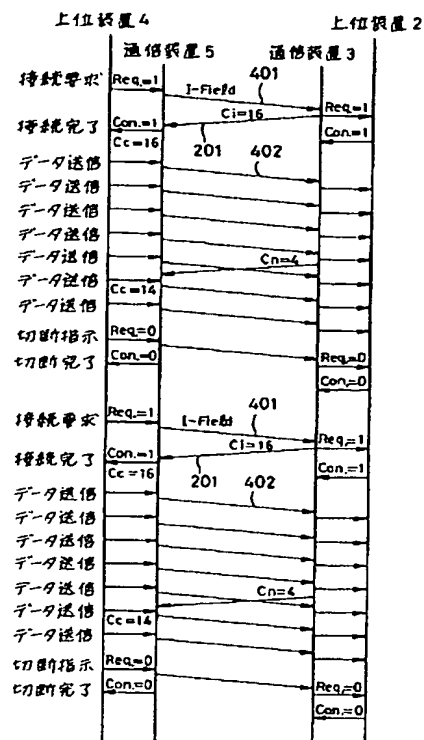 上位装置4
上位装置2
通信装置5
通信装置3
接続要求
Req.=1
I-Field
401
Req.=1
接続完了
Con.=1
Ci=16
Con.=1
Cc=16
201
402
データ送信
データ送信
データ送信
データ送信
データ送信
Cn=4
データ送信
Cc=14
データ送信
切断指示
Req.=0
切断完了
Con.=0
Req.=0
Con.=0
接続要求
Req.=1
I-Field
401
Req.=1
接続完了
Con.=1
Ci=16
Con.=1
Cc=16
201
402
データ送信
データ送信
データ送信
データ送信
データ送信
Cn=4
データ送信
Cc=14
データ送信
切断指示
Req.=0
切断完了
Con.=0
Req.=0
Con.=0